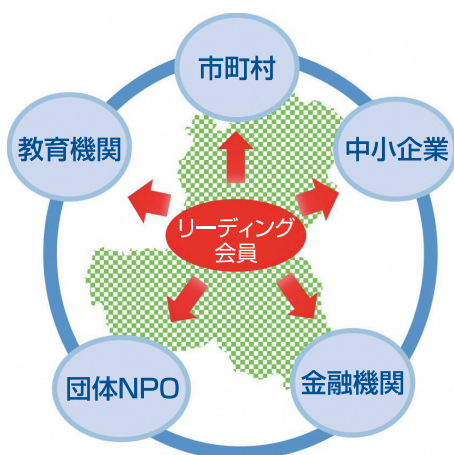 市町村
教育機関
中小企業
リーディング
会員
団体NPO
金融機関